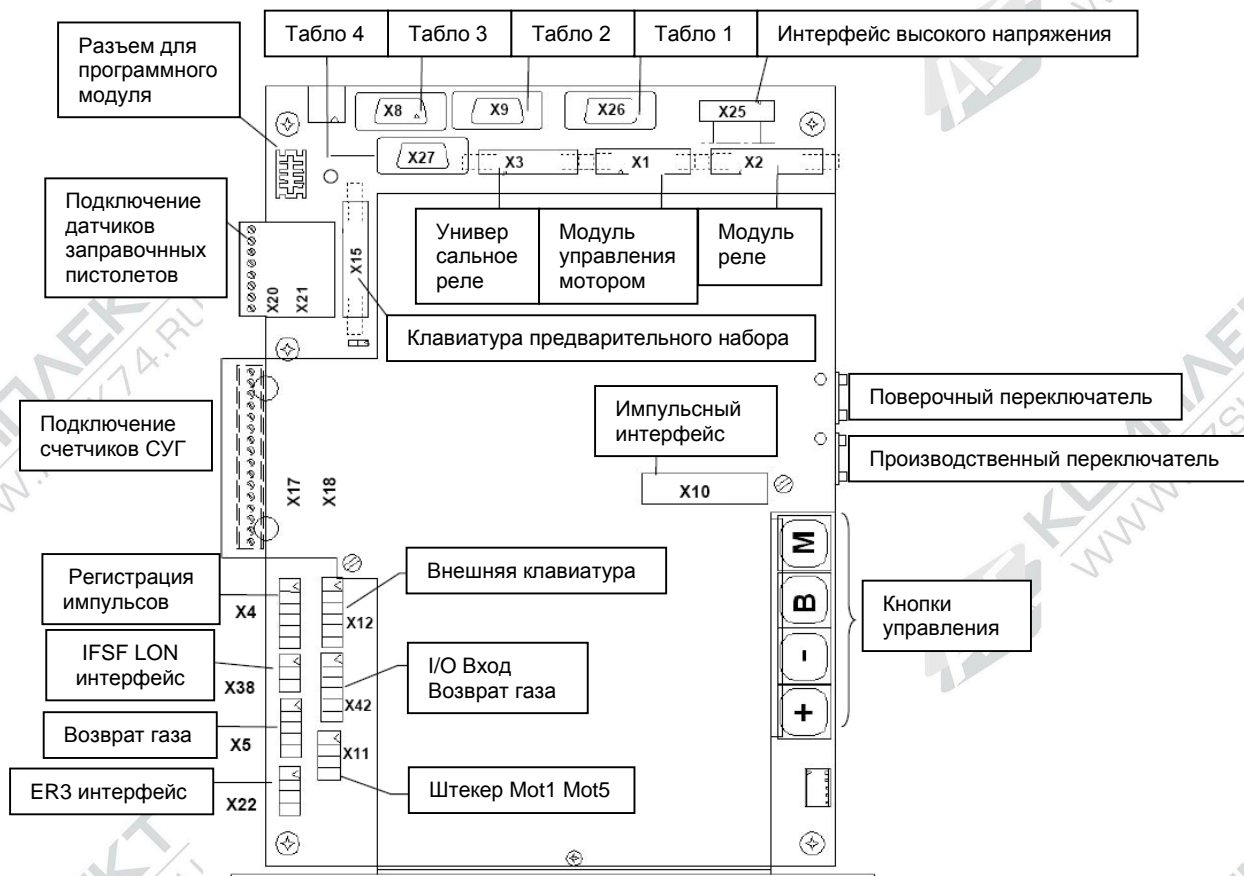 Табло 4
Табло 3
Табло 2
Табло 1
Интерфейс высокого напряжения
Разъем для
программного
модуля
X8
X9
X26
X25
X27
X3
X1
X2
Подключение
датчиков
заправочнных
пистолетов
X20
X21
X15
Универ
сальное
реле
Модуль
управления
мотором
Модуль
реле
Клавиатура предварительного набора
Подключение
счетчиков СУГ
X17
X18
Импульсный
интерфейс
X10
Поверочный переключатель
Производственный переключатель
M
B
-
+
Кнопки
управления
Регистрация
импульсов
X4
Внешняя клавиатура
X12
IFSF LON
интерфейс
X38
I/O Вход
Возврат газа
X42
Возврат газа
X5
X11
ER3 интерфейс
X22
Штекер Mot1 Mot5